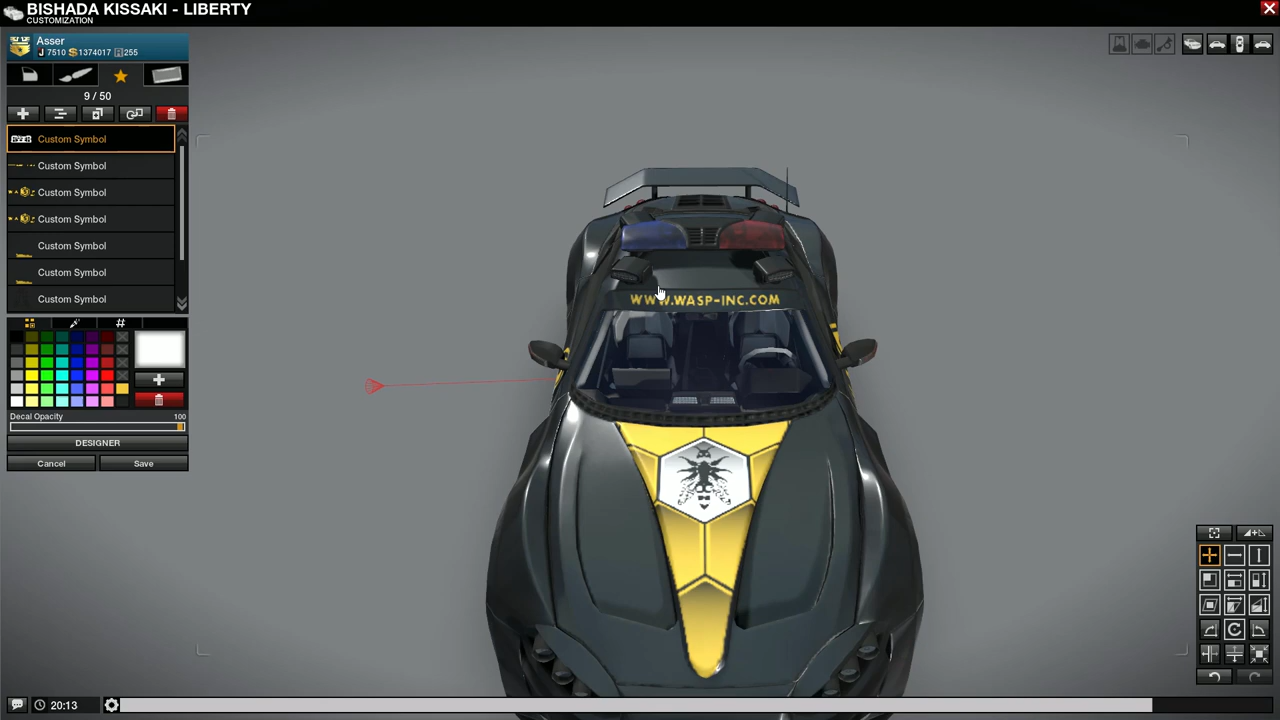 BISHADA KISSAKI - LIBERTY
CUSTOMIZATION
Asser
J 7510 $1374017 R 255
9 / 50
Custom Symbol
Custom Symbol
Custom Symbol
Custom Symbol
Custom Symbol
Custom Symbol
Custom Symbol
#
Decal Opacity 100
DESIGNER
Cancel Save
WWW.WASP-INC.COM
20:13